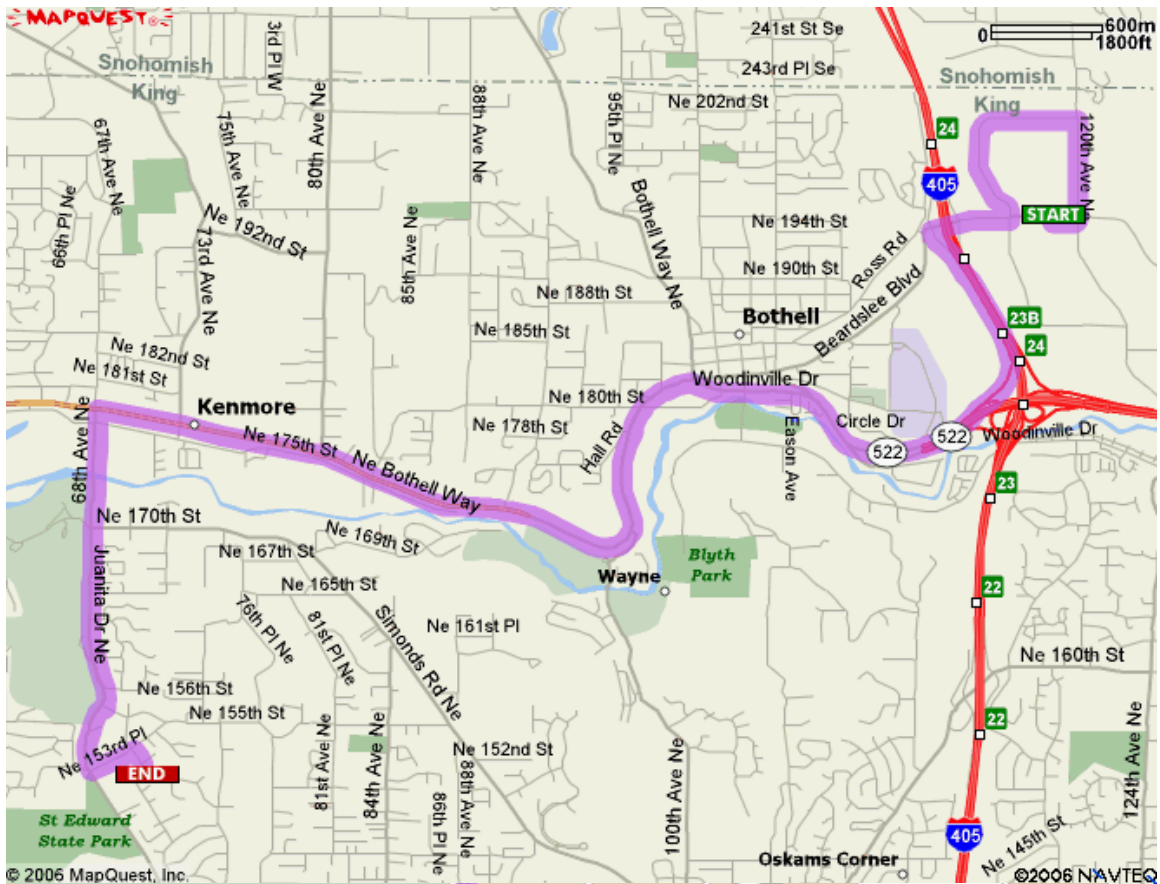 MAPQUEST
241st St Se
600m
0
1800ft
3rd Pl W
80th Ave Ne
88th Ave Ne
95th Pl Ne
243rd Pl Se
Snohomish
King
Snohomish
King
Ne 202nd St
67th Ave Ne
75th Ave Ne
24
120th Ave Ne
405
66th Pl Ne
Ne 192nd St
73rd Ave Ne
85th Ave Ne
Bothell Way Ne
Ne 194th St
START
Ross Rd
Ne 190th St
Beardslee Blvd
Ne 188th St
Bothell
23B
Ne 185th St
24
Ne 182nd St
Ne 181st St
Woodinville Dr
Ne 180th St
Kenmore
68th Ave Ne
Ne 175th St
Ne 178th St
Hall Rd
Eason Ave
Circle Dr
522
522
Woodinville Dr
Ne Bothell Way
23
Ne 170th St
Ne 169th St
Juanita Dr Ne
Ne 167th St
Ne 165th St
Wayne
Blyth
Park
22
76th Pl Ne
81st Pl Ne
Simonds Rd Ne
Ne 161st Pl
Ne 160th St
Ne 156th St
Ne 155th St
22
Ne 153rd Pl
END
Ne 152nd St
81st Ave Ne
84th Ave Ne
86th Pl Ne
88th Ave Ne
100th Ave Ne
124th Ave Ne
St Edward
State Park
405
Ne 145th St
Oskams Corner
© 2006 MapQuest, Inc.
©2006 NAVTEQ